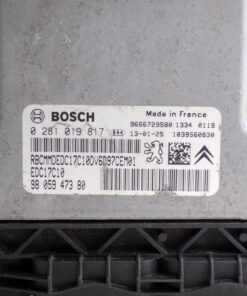 BOSCH
Made in France
9666729580 1334 0119
0 281 019 817
13-01-25 1039S60830
RBCMMDEDC17C10DV6D97CEM01
EDC17C10
98 059 473 80